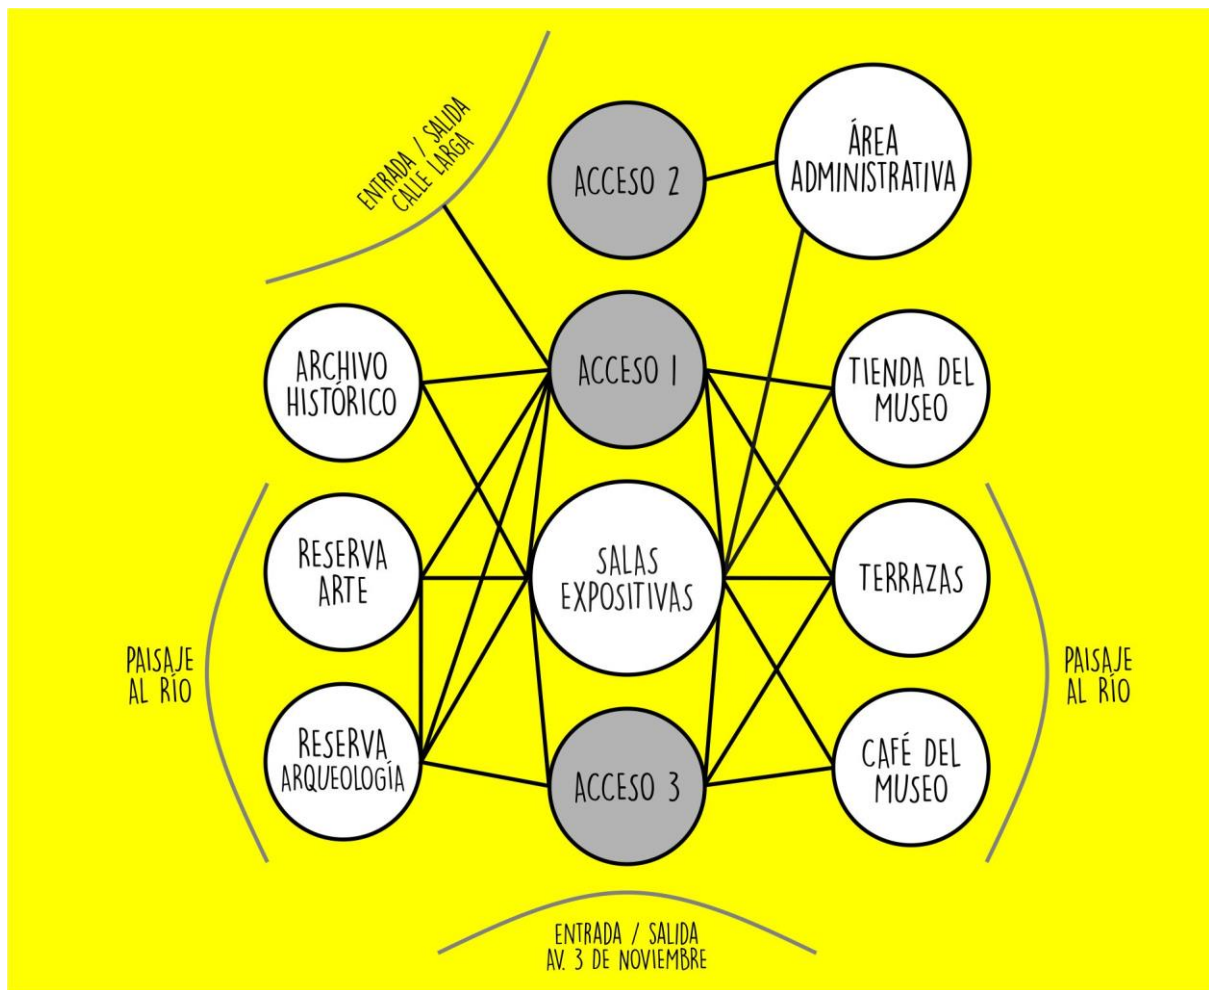 ENTRADA / SALIDA
CALLE LARGA
ACCESO 2
ÁREA
ADMINISTRATIVA
ARCHIVO
HISTÓRICO
ACCESO 1
TIENDA DEL
MUSEO
RESERVA
ARTE
SALAS
EXPOSITIVAS
TERRAZAS
PAISAJE
AL RÍO
PAISAJE
AL RÍO
RESERVA
ARQUEOLOGÍA
ACCESO 3
CAFÉ DEL
MUSEO
ENTRADA / SALIDA
AV. 3 DE NOVIEMBRE